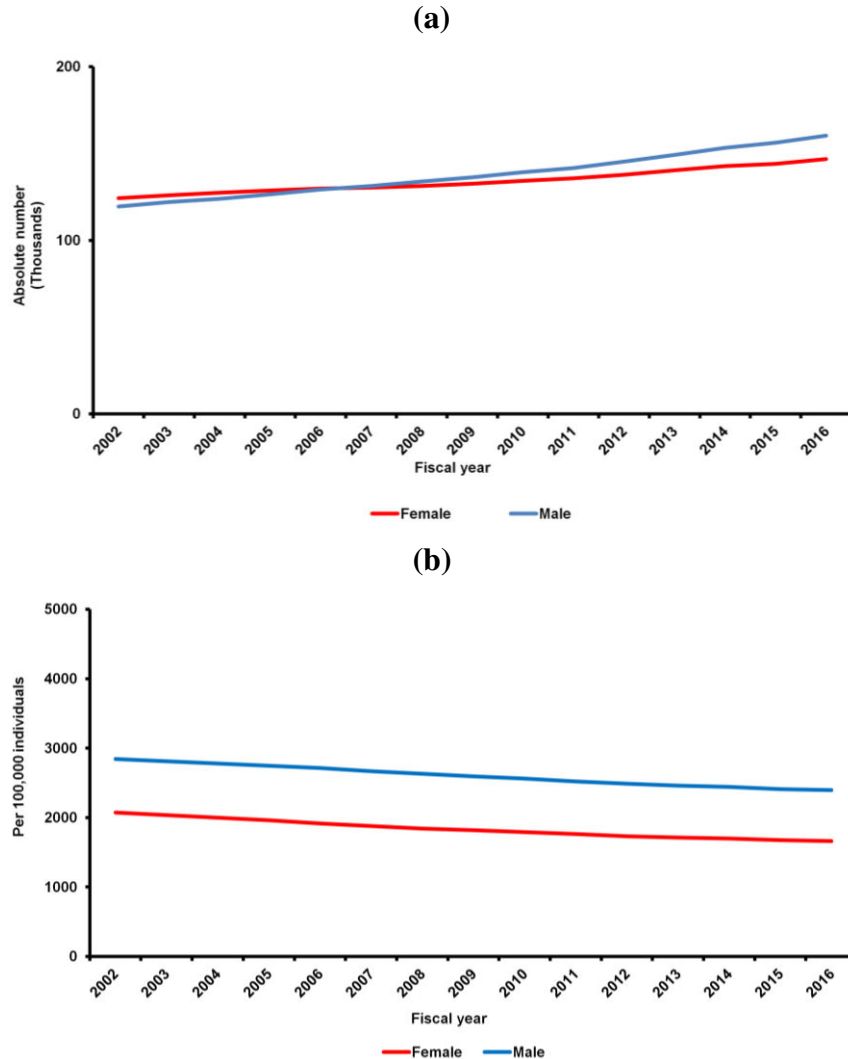 (a)
200
100
0
Absolute number
(Thousands)
2002 2003 2004 2005 2006 2007 2008 2009 2010 2011 2012 2013 2014 2015 2016
Fiscal year
Female Male
(b)
5000
4000
3000
2000
1000
0
Per 100,000 individuals
2002 2003 2004 2005 2006 2007 2008 2009 2010 2011 2012 2013 2014 2015 2016
Fiscal year
Female Male